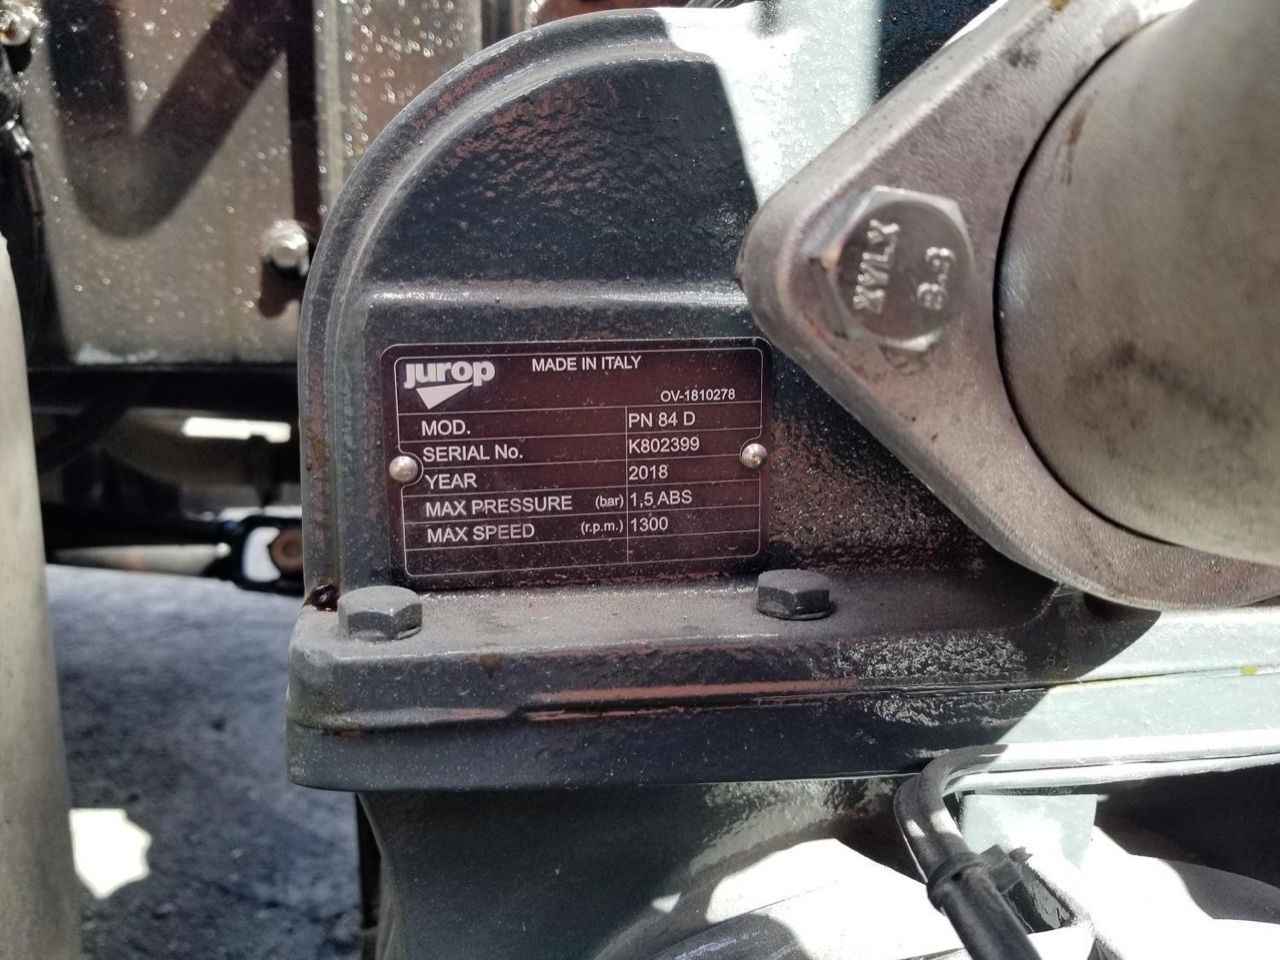 jurop MADE IN ITALY
OV-1810278
MOD. PN 84 D
SERIAL No. K802399
YEAR 2018
MAX PRESSURE (bar) 1,5 ABS
MAX SPEED (r.p.m.) 1300
XYLX
8.8